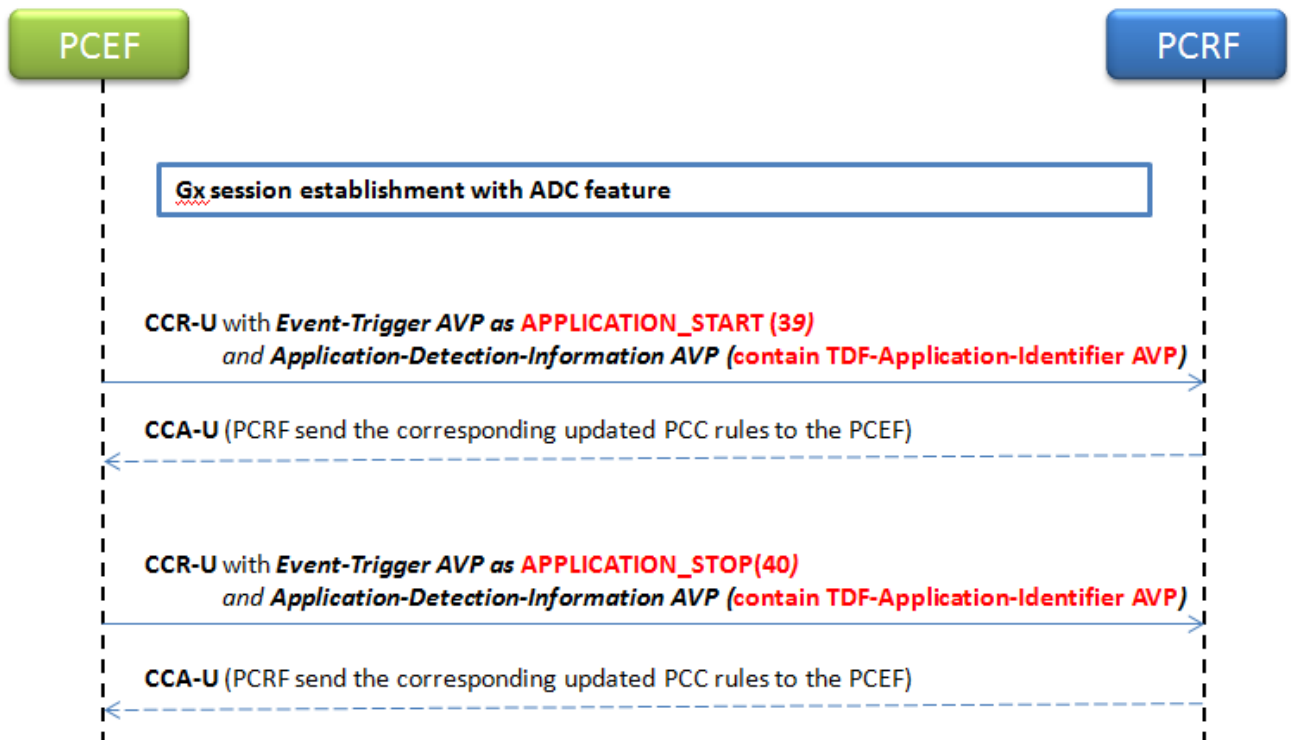 PCEF
PCRF
Gx session establishment with ADC feature
CCR-U with Event-Trigger AVP as APPLICATION_START (39)
and Application-Detection-Information AVP (contain TDF-Application-Identifier AVP)
CCA-U (PCRF send the corresponding updated PCC rules to the PCEF)
CCR-U with Event-Trigger AVP as APPLICATION_STOP(40)
and Application-Detection-Information AVP (contain TDF-Application-Identifier AVP)
CCA-U (PCRF send the corresponding updated PCC rules to the PCEF)